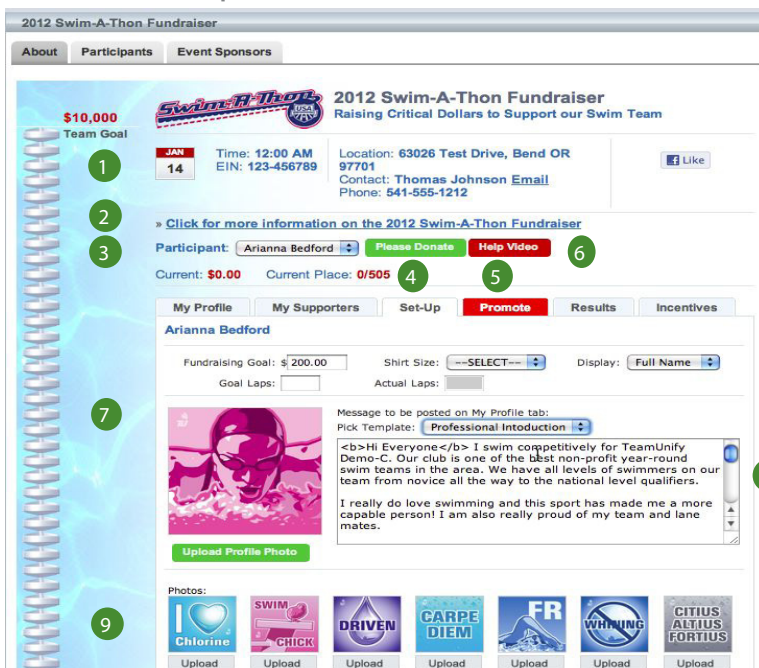 2012 Swim-A-Thon Fundraiser
About Participants Event Sponsors
$10,000
Team Goal
Swim-A-Thon
USA
2012 Swim-A-Thon Fundraiser
Raising Critical Dollars to Support our Swim Team
1
JAN
14
Time: 12:00 AM
EIN: 123-456789
Location: 63026 Test Drive, Bend OR
97701
Contact: Thomas Johnson Email
Phone: 541-555-1212
Like
2
» Click for more information on the 2012 Swim-A-Thon Fundraiser
3
Participant: Arianna Bedford Please Donate Help Video
6
Current: $0.00 Current Place: 0/505
4
5
My Profile My Supporters Set-Up Promote Results Incentives
Arianna Bedford
Fundraising Goal: $ 200.00 Shirt Size: --SELECT-- Display: Full Name
Goal Laps: Actual Laps:
7
Message to be posted on My Profile tab:
Pick Template: Professional Intoduction
<b>Hi Everyone</b> I swim competitively for TeamUnify
Demo-C. Our club is one of the best non-profit year-round
swim teams in the area. We have all levels of swimmers on our
team from novice all the way to the national level qualifiers.
I really do love swimming and this sport has made me a more
capable person! I am also really proud of my team and lane
mates.
Upload Profile Photo
Photos:
9
I
Chlorine
SWIM
CHICK
DRIVEN
CARPE
DIEM
FR
WHINING
CITIUS
ALTIUS
FORTIUS
Upload Upload Upload Upload Upload Upload Upload